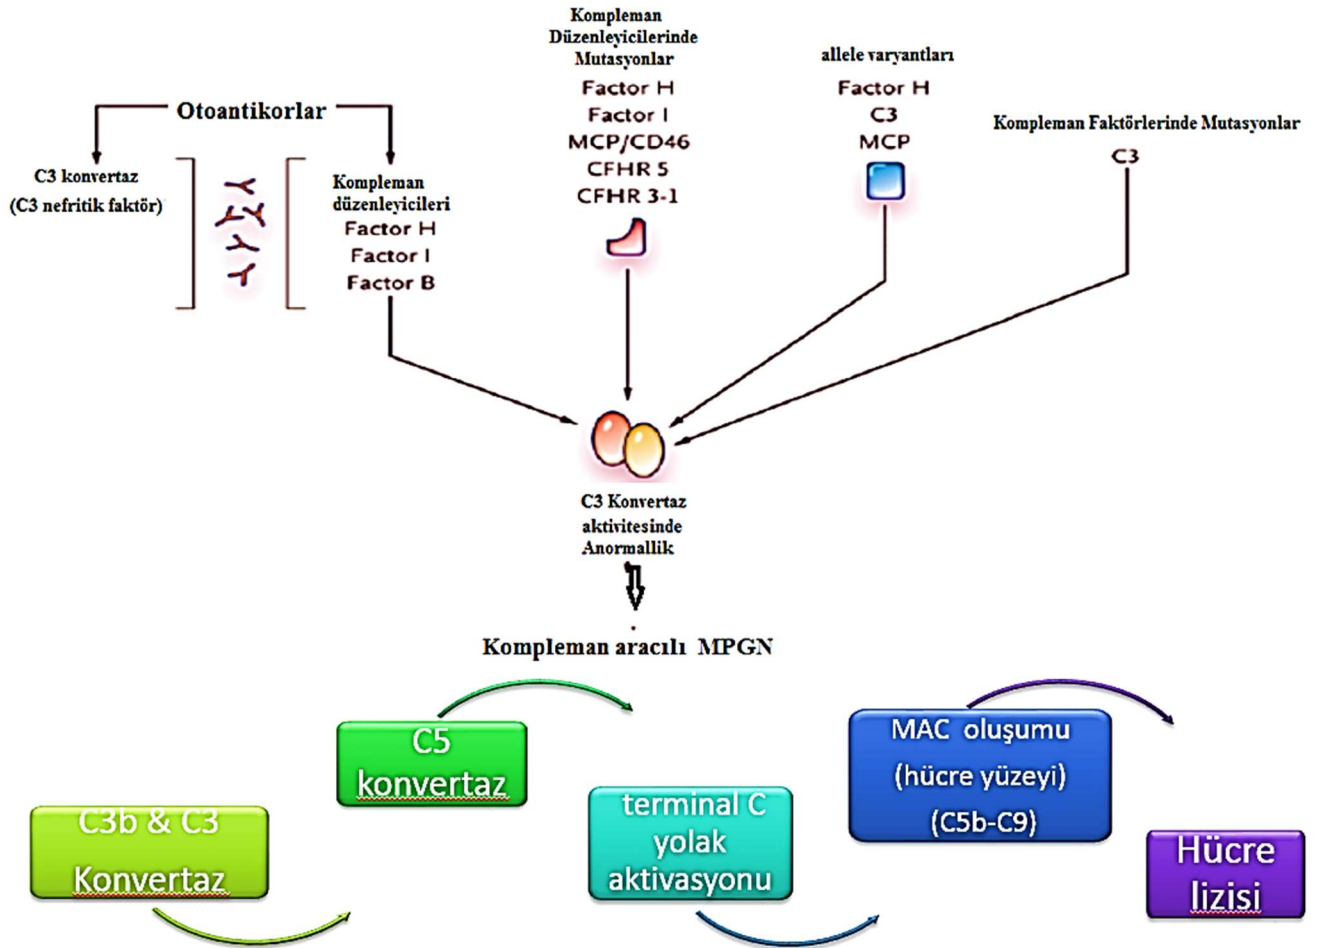 Otoantikorlar
C3 konvertaz
(C3 nefritik faktör)
Kompleman
düzenleyicileri
Factor H
Factor I
Factor B
Kompleman
Düzenleyicilerinde
Mutasyonlar
Factor H
Factor I
MCP/CD46
CFHR 5
CFHR 3-1
allele varyantları
Factor H
C3
MCP
Kompleman Faktörlerinde Mutasyonlar
C3
C3 Konvertaz
aktivitesinde
Anormallik
Kompleman aracılı MPGN
C3b & C3
Konvertaz
C5
konvertaz
terminal C
yolak
aktivasyonu
MAC oluşumu
(hücre yüzeyi)
(C5b-C9)
Hücre
lizisi